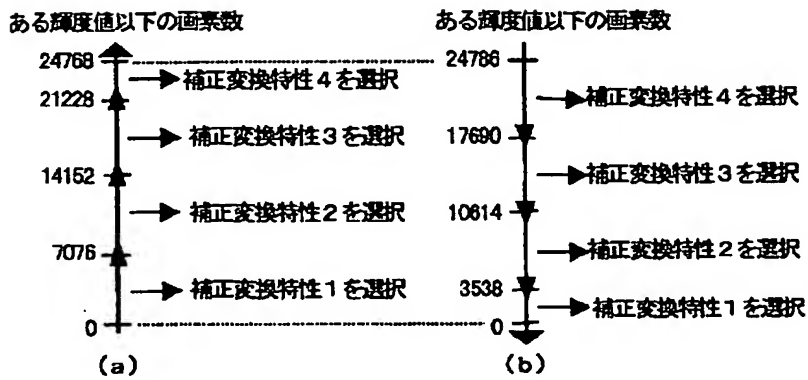 ある輝度値以下の画素数
24768
補正変換特性4を選択
21228
補正変換特性3を選択
14152
補正変換特性2を選択
7076
補正変換特性1を選択
0
(a)
ある輝度値以下の画素数
24786
補正変換特性4を選択
17690
補正変換特性3を選択
10614
補正変換特性2を選択
3538
補正変換特性1を選択
0
(b)